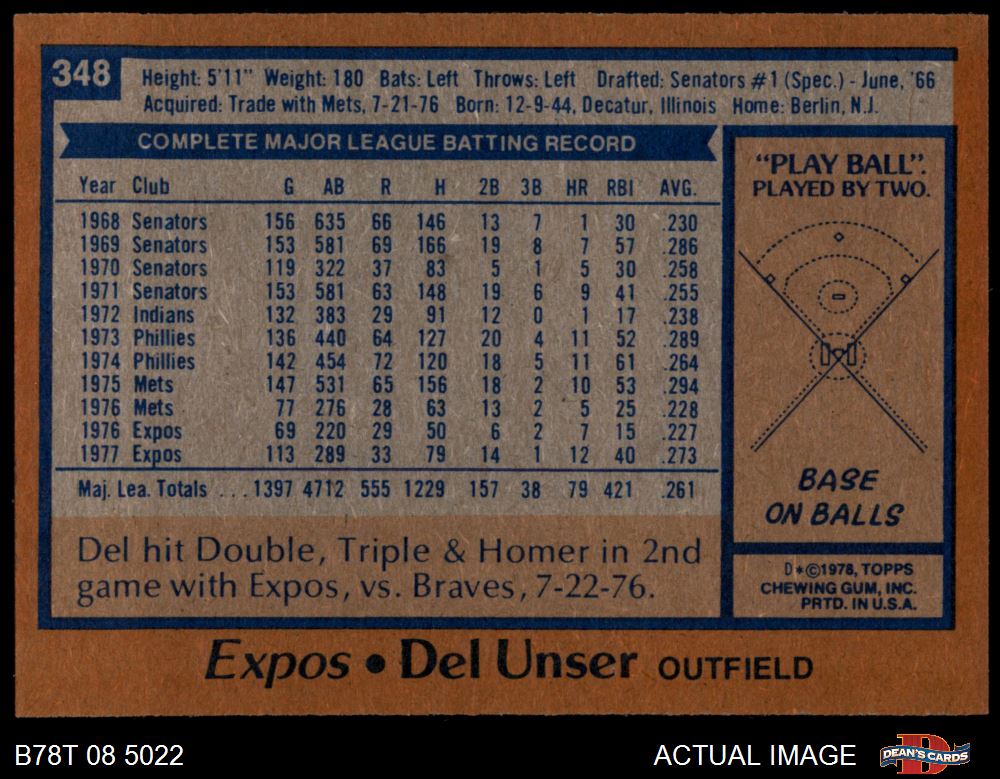 348
Height: 5'11" Weight: 180 Bats: Left Throws: Left Drafted: Senators #1 (Spec.) - June, '66
Acquired: Trade with Mets, 7-21-76 Born: 12-9-44, Decatur, Illinois Home: Berlin, N.J.
COMPLETE MAJOR LEAGUE BATTING RECORD
Year Club G AB R H 2B 3B HR RBI AVG.
1968 Senators 156 635 66 146 13 7 1 30 .230
1969 Senators 153 581 69 166 19 8 7 57 .286
1970 Senators 119 322 37 83 5 1 5 30 .258
1971 Senators 153 581 63 148 19 6 9 41 .255
1972 Indians 132 383 29 91 12 0 1 17 .238
1973 Phillies 136 440 64 127 20 4 11 52 .289
1974 Phillies 142 454 72 120 18 5 11 61 .264
1975 Mets 147 531 65 156 18 2 10 53 .294
1976 Mets 77 276 28 63 13 2 5 25 .228
1976 Expos 69 220 29 50 6 2 7 15 .227
1977 Expos 113 289 33 79 14 1 12 40 .273
Maj. Lea. Totals ... 1397 4712 555 1229 157 38 79 421 .261
Del hit Double, Triple & Homer in 2nd
game with Expos, vs. Braves, 7-22-76.
"PLAY BALL".
PLAYED BY TWO.
BASE
ON BALLS
D*©1978, TOPPS
CHEWING GUM, INC.
PRTD. IN U.S.A.
Expos • Del Unser OUTFIELD
B78T 08 5022
ACTUAL IMAGE
D
DEAN'S CARDS